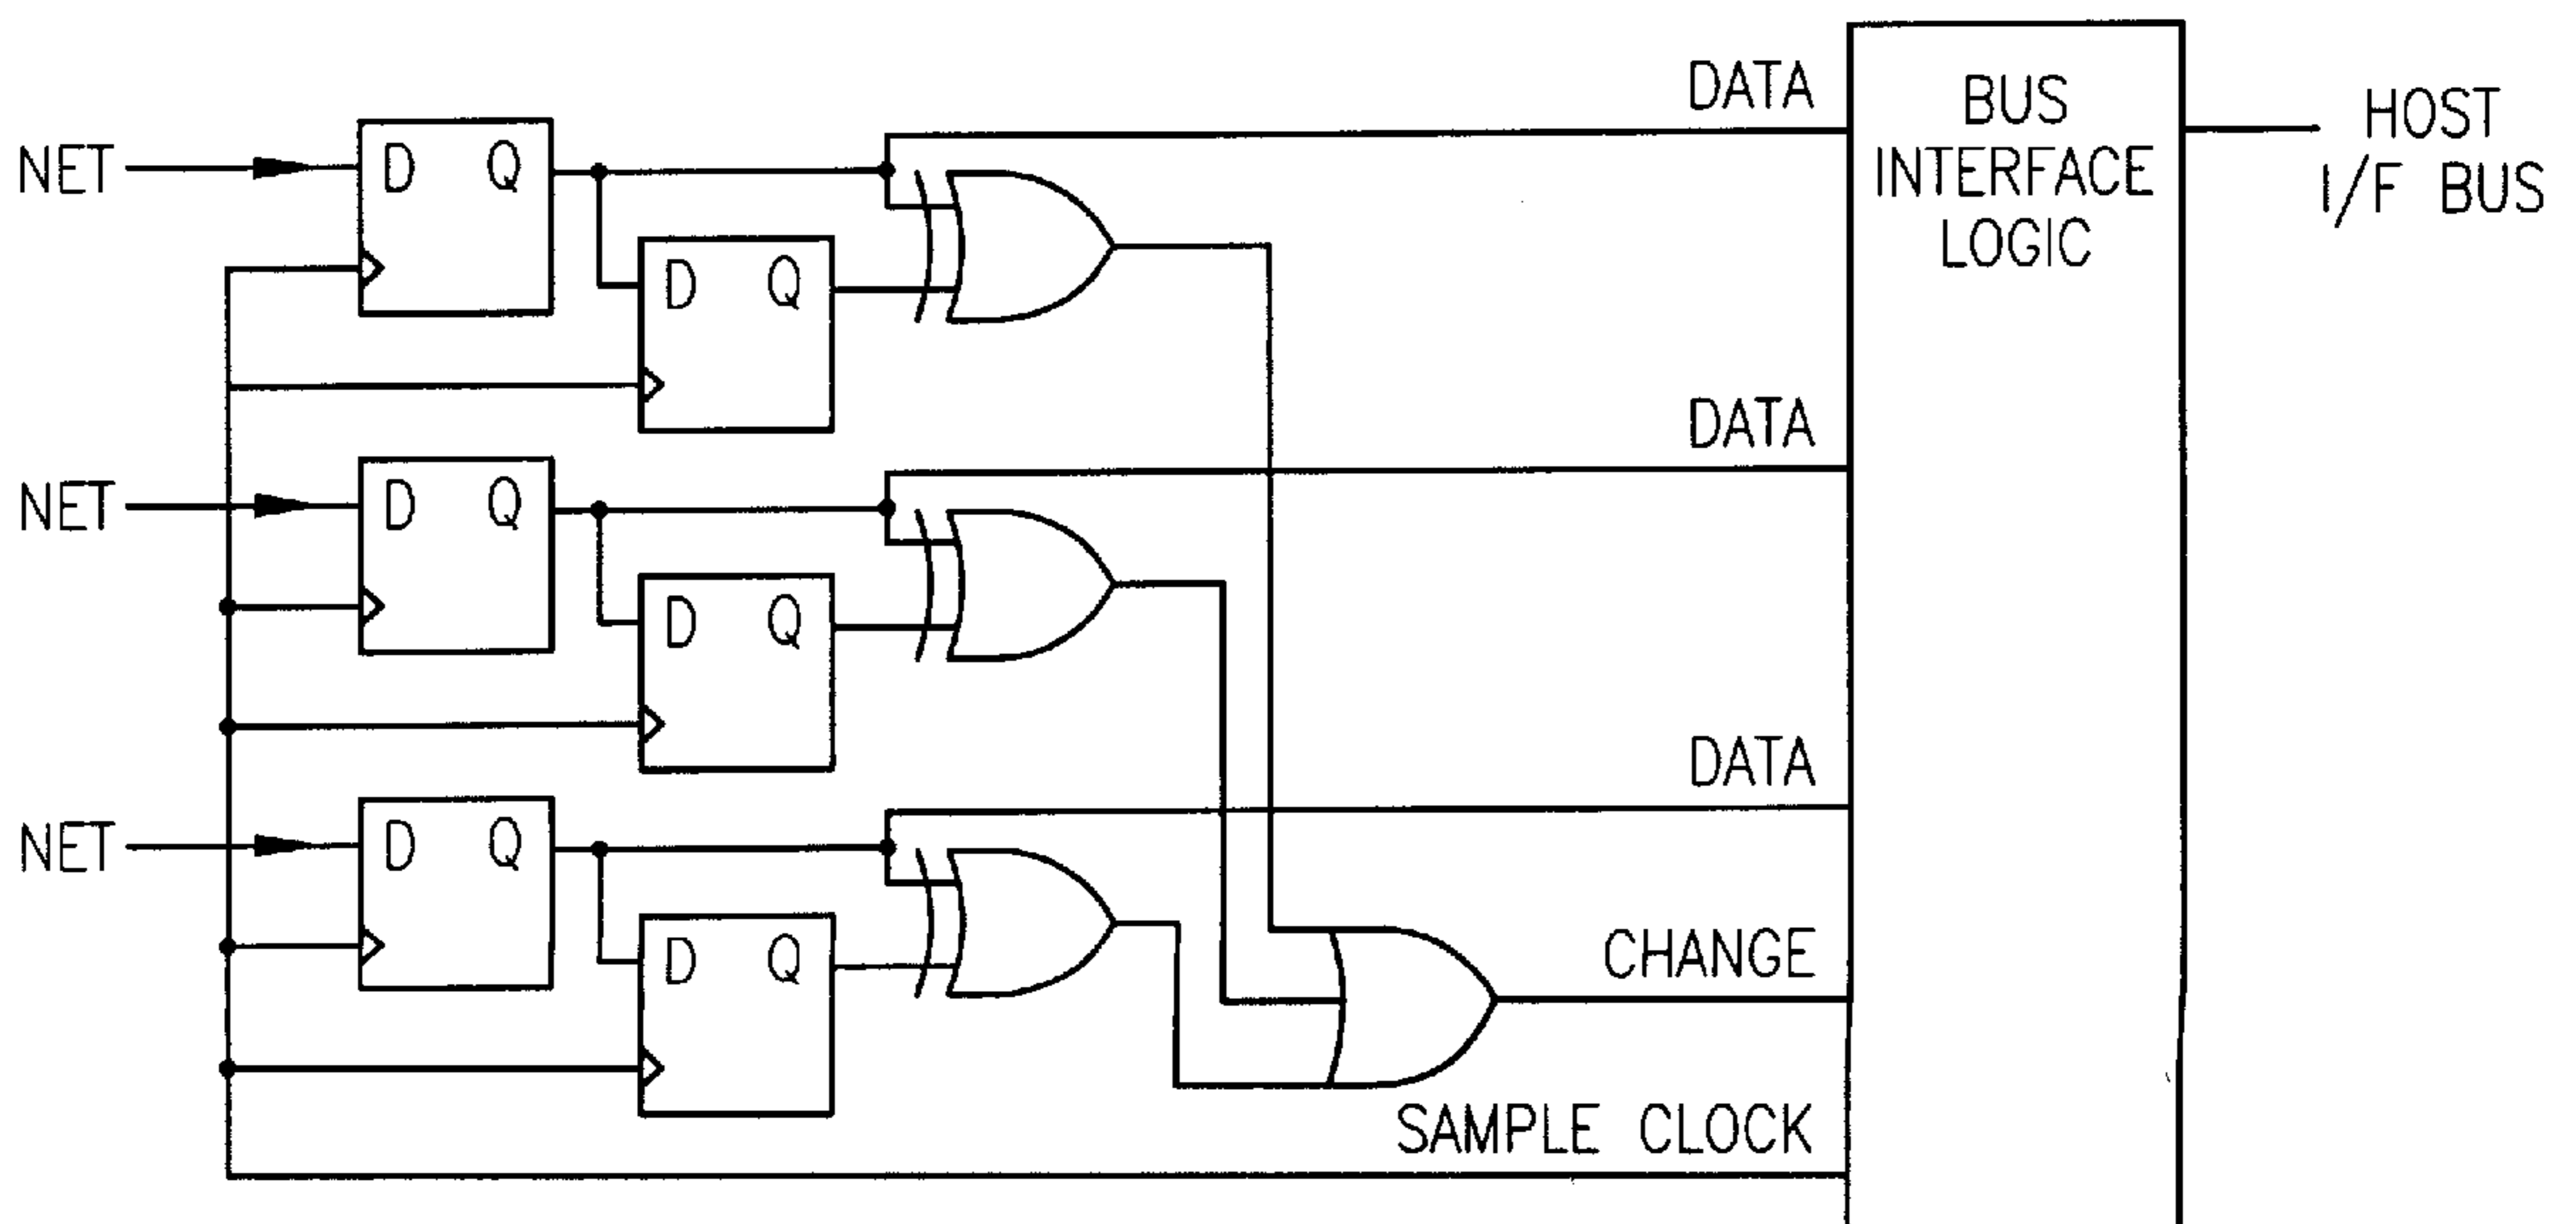 DATA
BUS
INTERFACE
LOGIC
HOST
I/F BUS
NET
D Q
D Q
DATA
NET
D Q
D Q
DATA
NET
D Q
D Q
CHANGE
SAMPLE CLOCK